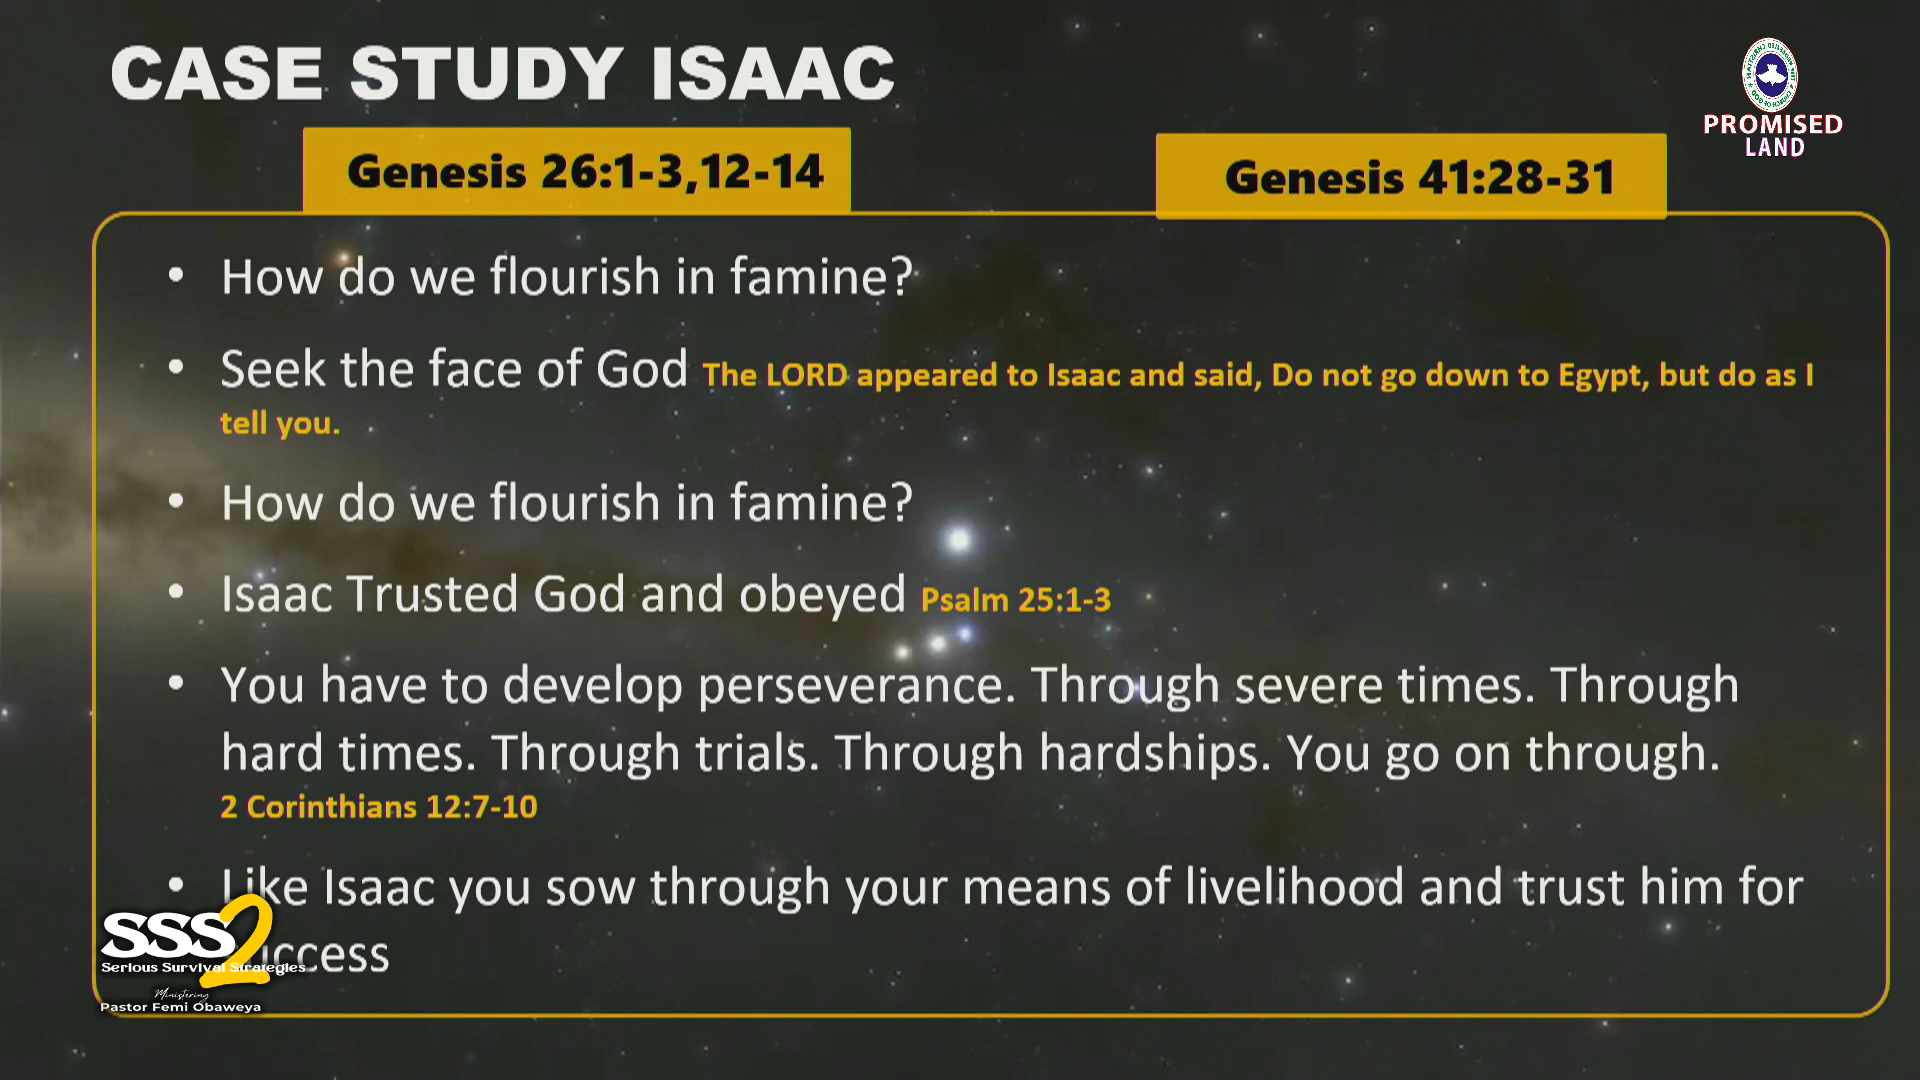 CASE STUDY ISAAC
PROMISED
LAND
Genesis 26:1-3,12-14
Genesis 41:28-31
• How do we flourish in famine?
• Seek the face of God The LORD appeared to Isaac and said, Do not go down to Egypt, but do as I
tell you.
• How do we flourish in famine?
• Isaac Trusted God and obeyed Psalm 25:1-3
• You have to develop perseverance. Through severe times. Through
hard times. Through trials. Through hardships. You go on through.
2 Corinthians 12:7-10
• Like Isaac you sow through your means of livelihood and trust him for
success
SSS2
Serious Survival Strategies
Ministering
Pastor Femi Obaweya